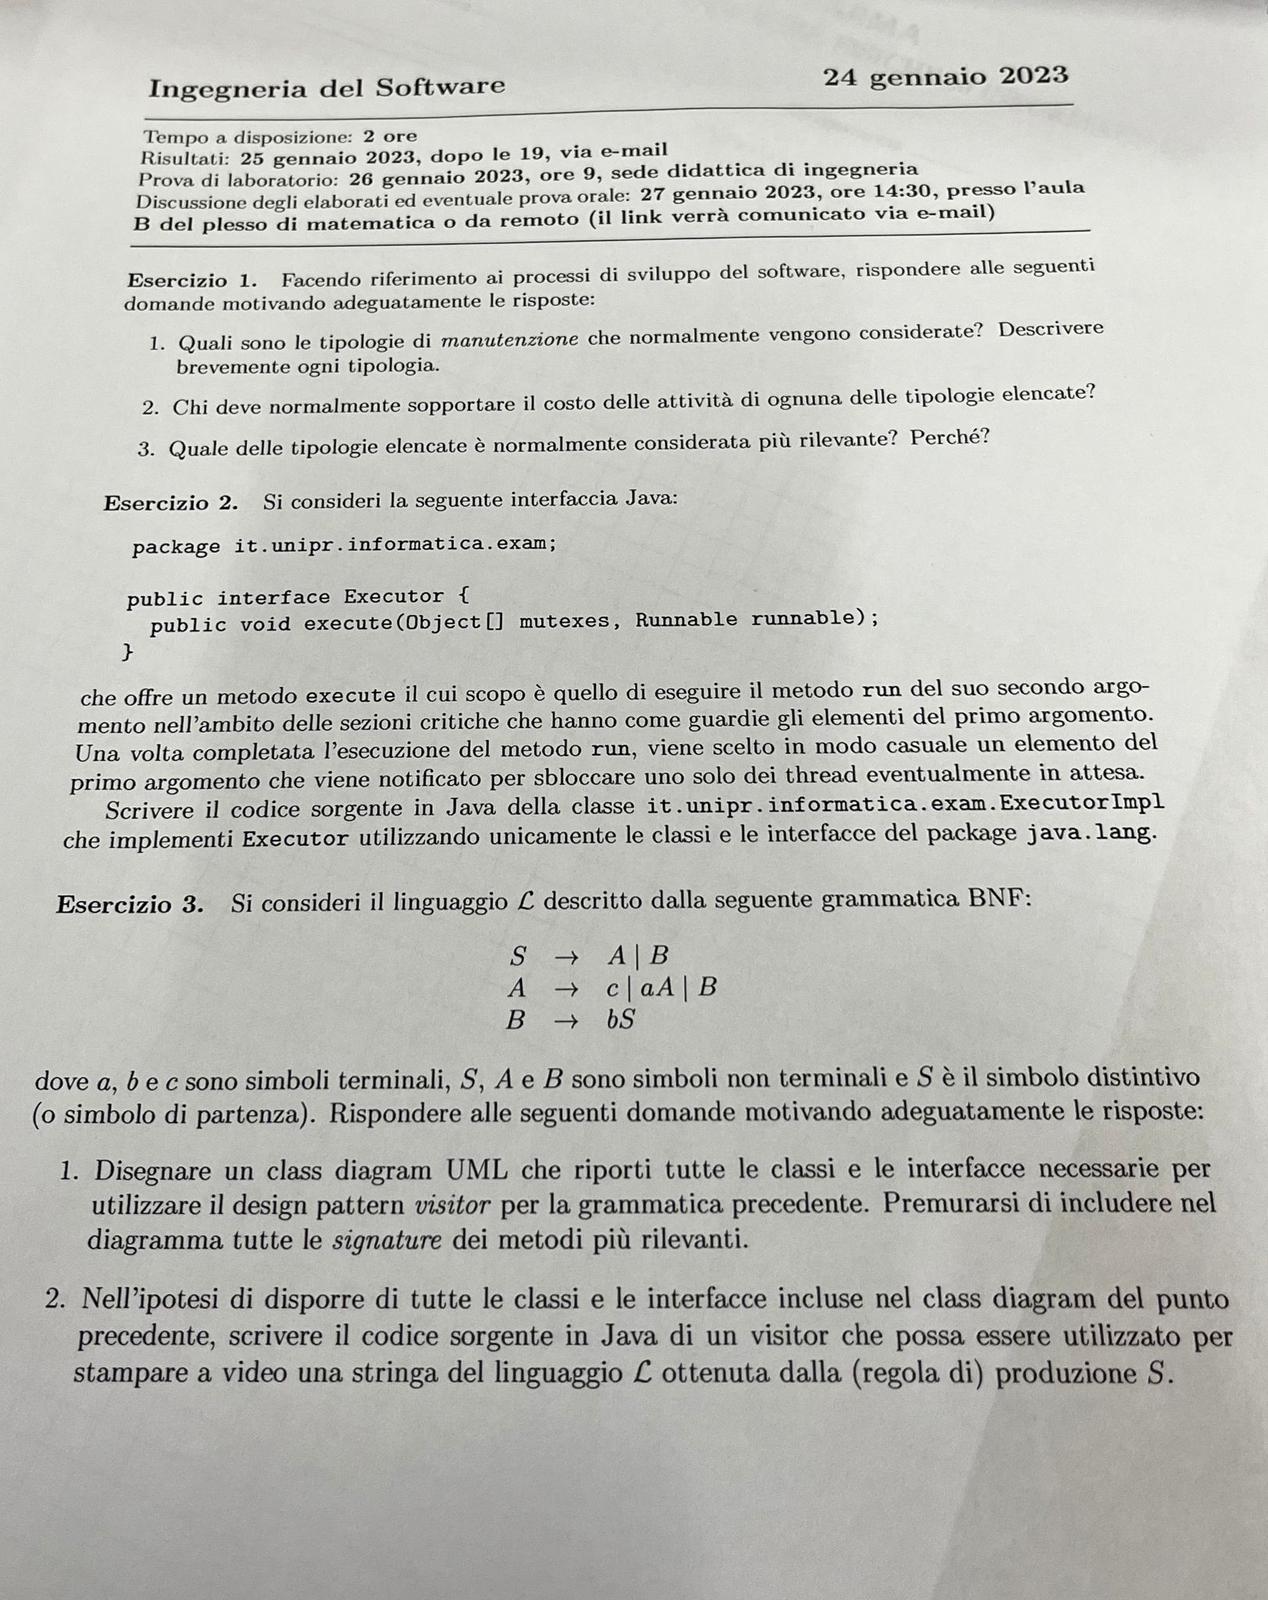 Ingegneria del Software 24 gennaio 2023
Tempo a disposizione: 2 ore
Risultati: 25 gennaio 2023, dopo le 19, via e-mail
Prova di laboratorio: 26 gennaio 2023, ore 9, sede didattica di ingegneria
Discussione degli elaborati ed eventuale prova orale: 27 gennaio 2023, ore 14:30, presso l'aula
B del plesso di matematica o da remoto (il link verrà comunicato via e-mail)
Esercizio 1. Facendo riferimento ai processi di sviluppo del software, rispondere alle seguenti
domande motivando adeguatamente le risposte:
1. Quali sono le tipologie di manutenzione che normalmente vengono considerate? Descrivere
brevemente ogni tipologia.
2. Chi deve normalmente sopportare il costo delle attività di ognuna delle tipologie elencate?
3. Quale delle tipologie elencate è normalmente considerata più rilevante? Perché?
Esercizio 2. Si consideri la seguente interfaccia Java:
package it.unipr.informatica.exam;
public interface Executor {
public void execute(Object[] mutexes, Runnable runnable);
}
che offre un metodo execute il cui scopo è quello di eseguire il metodo run del suo secondo argo-
mento nell'ambito delle sezioni critiche che hanno come guardie gli elementi del primo argomento.
Una volta completata l'esecuzione del metodo run, viene scelto in modo casuale un elemento del
primo argomento che viene notificato per sbloccare uno solo dei thread eventualmente in attesa.
Scrivere il codice sorgente in Java della classe it.unipr.informatica.exam.ExecutorImpl
che implementi Executor utilizzando unicamente le classi e le interfacce del package java.lang.
Esercizio 3. Si consideri il linguaggio ℒ descritto dalla seguente grammatica BNF:
S → A | B
A → c | aA | B
B → bS
dove a, b e c sono simboli terminali, S, A e B sono simboli non terminali e S è il simbolo distintivo
(o simbolo di partenza). Rispondere alle seguenti domande motivando adeguatamente le risposte:
1. Disegnare un class diagram UML che riporti tutte le classi e le interfacce necessarie per
utilizzare il design pattern visitor per la grammatica precedente. Premurarsi di includere nel
diagramma tutte le signature dei metodi più rilevanti.
2. Nell'ipotesi di disporre di tutte le classi e le interfacce incluse nel class diagram del punto
precedente, scrivere il codice sorgente in Java di un visitor che possa essere utilizzato per
stampare a video una stringa del linguaggio ℒ ottenuta dalla (regola di) produzione S.